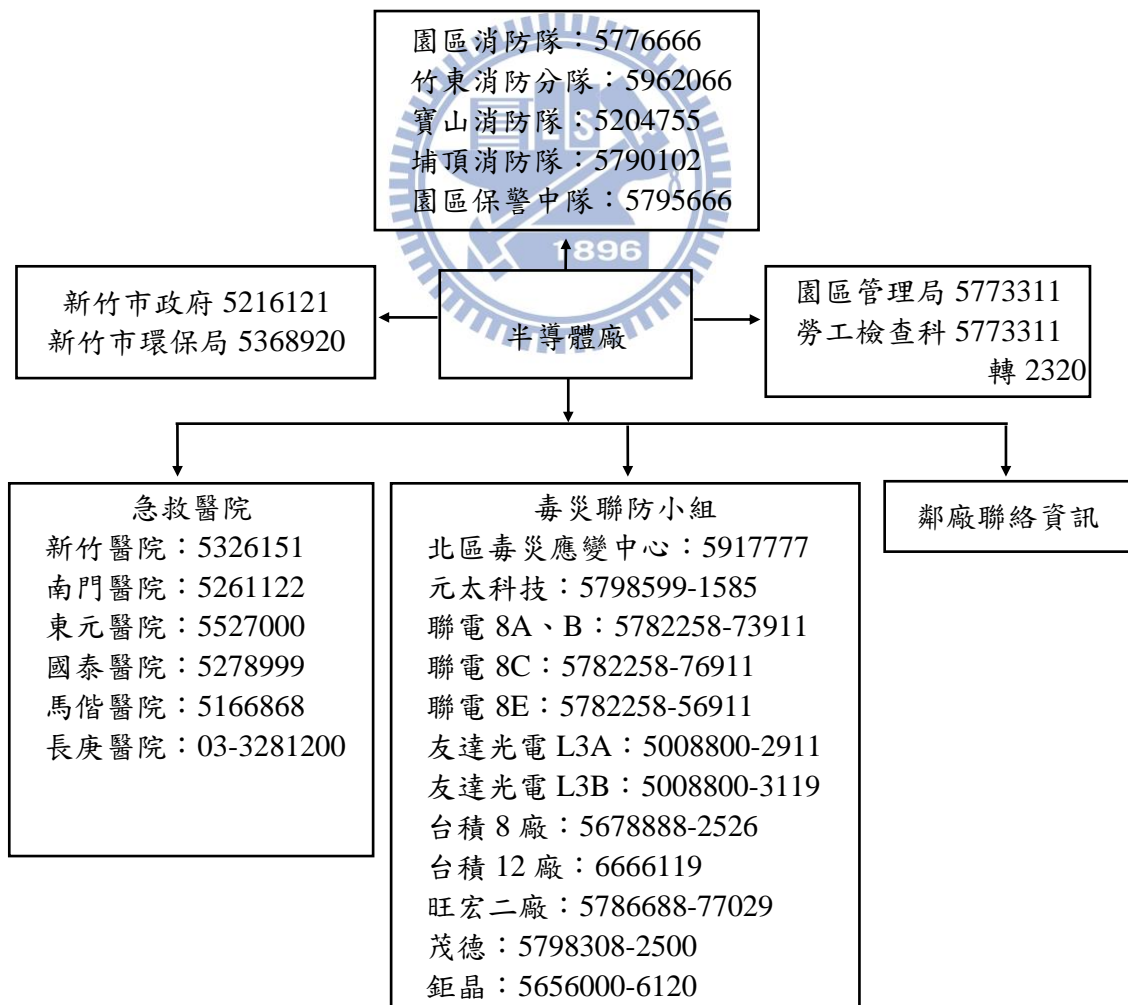 園區消防隊：5776666
竹東消防分隊：5962066
寶山消防隊：5204755
埔頂消防隊：5790102
園區保警中隊：5795666
ES
1896
新竹市政府 5216121
新竹市環保局 5368920
半導體廠
園區管理局 5773311
勞工檢查科 5773311
轉 2320
急救醫院
新竹醫院：5326151
南門醫院：5261122
東元醫院：5527000
國泰醫院：5278999
馬偕醫院：5166868
長庚醫院：03-3281200
毒災聯防小組
北區毒災應變中心：5917777
元太科技：5798599-1585
聯電 8A、B：5782258-73911
聯電 8C：5782258-76911
聯電 8E：5782258-56911
友達光電 L3A：5008800-2911
友達光電 L3B：5008800-3119
台積 8 廠：5678888-2526
台積 12 廠：6666119
旺宏二廠：5786688-77029
茂德：5798308-2500
鉅晶：5656000-6120
鄰廠聯絡資訊